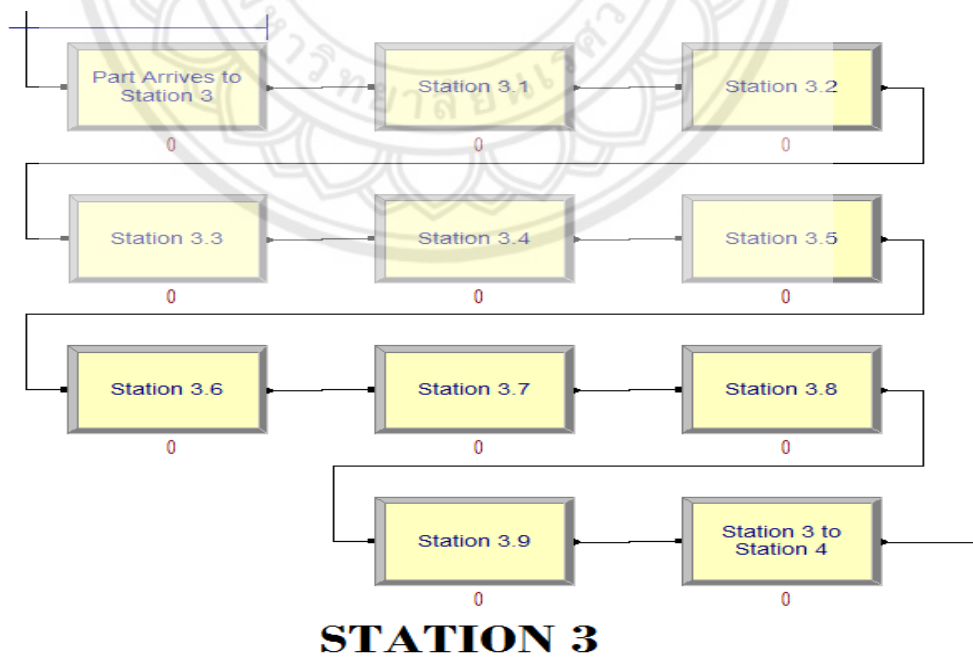 Part Arrives to
Station 3
0
Station 3.1
0
Station 3.2
0
Station 3.3
0
Station 3.4
0
Station 3.5
0
Station 3.6
0
Station 3.7
0
Station 3.8
0
Station 3.9
0
Station 3 to
Station 4
0
STATION 3